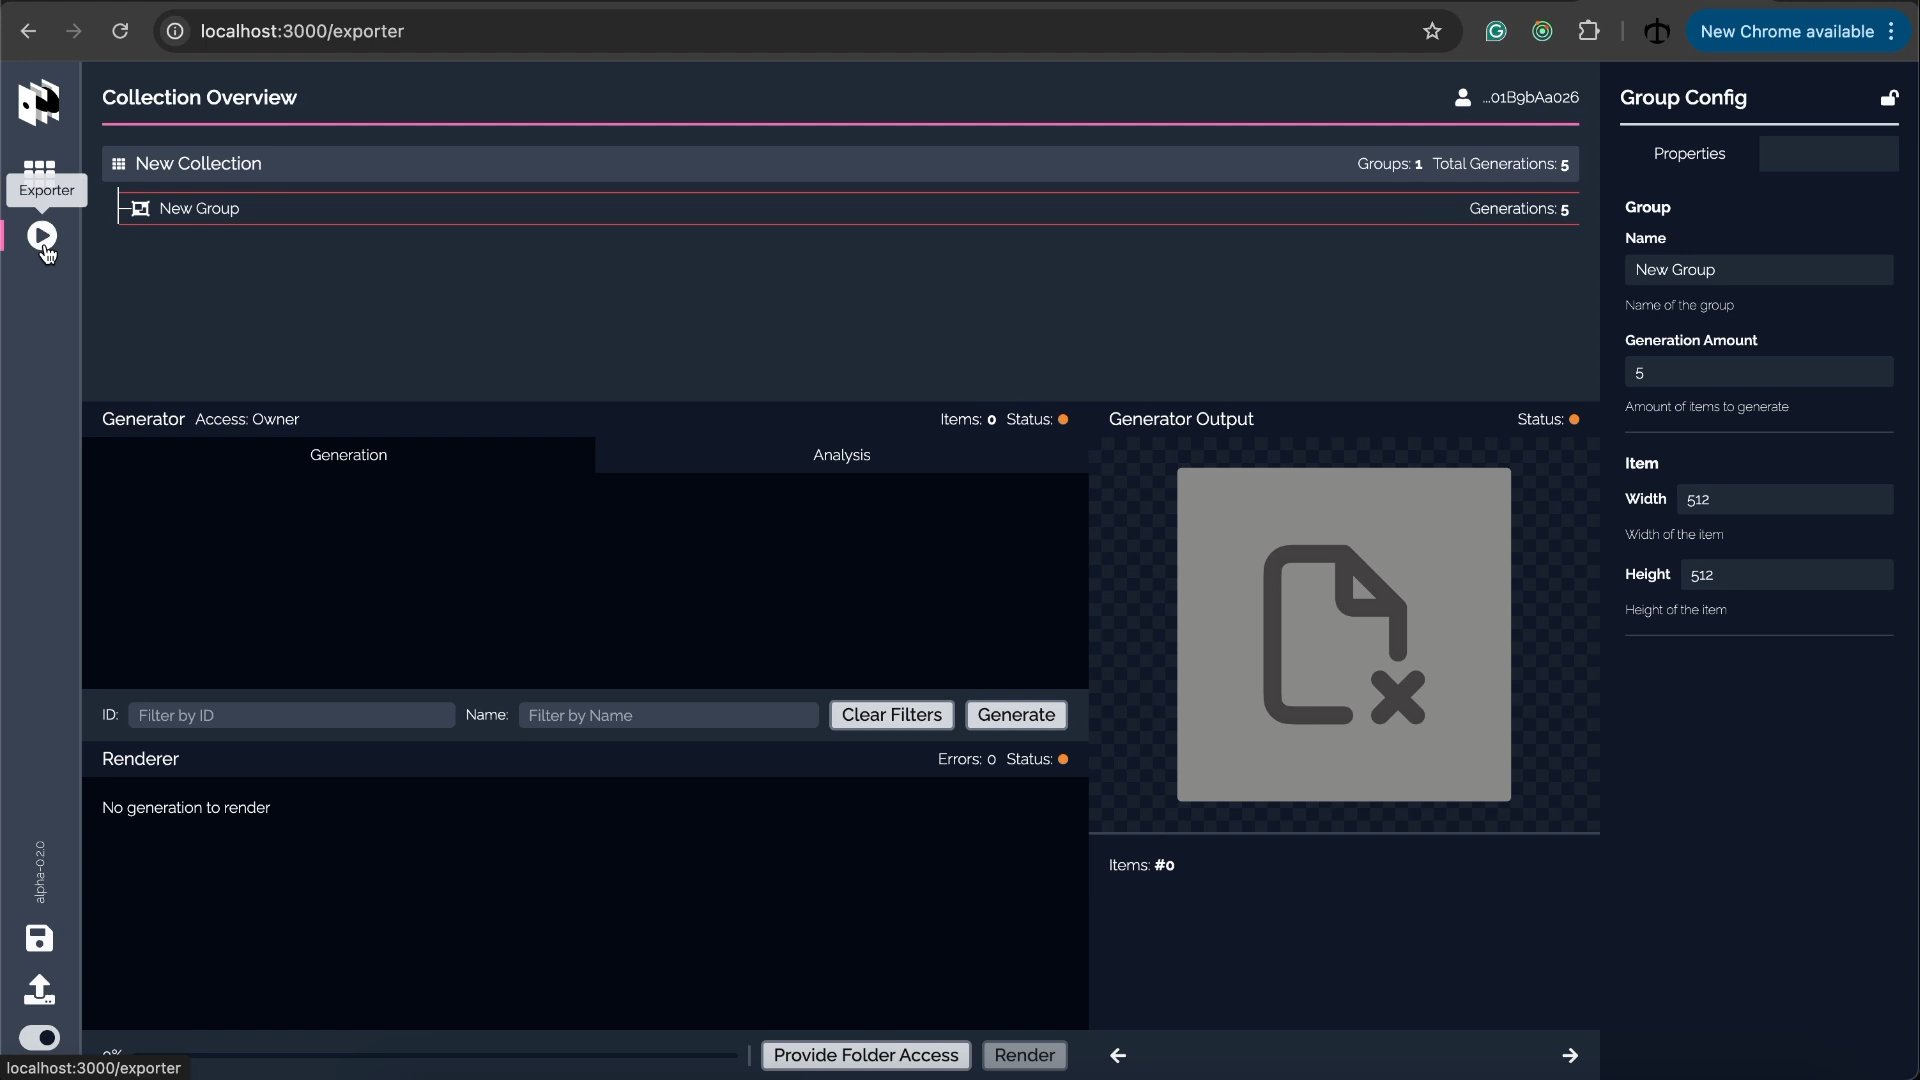 localhost:3000/exporter
New Chrome available
Collection Overview
...01B9bAa026
New Collection
Groups: 1 Total Generations: 5
Exporter
New Group
Generations: 5
Generator Access: Owner
Items: 0 Status:
Generation
Analysis
ID: Filter by ID Name: Filter by Name Clear Filters Generate
Renderer
Errors: 0 Status:
No generation to render
Provide Folder Access Render
Generator Output
Status:
Items: #0
Group Config
Properties
Group
Name
New Group
Name of the group
Generation Amount
5
Amount of items to generate
Item
Width 512
Width of the item
Height 512
Height of the item
alpha-0.2.0
localhost:3000/exporter